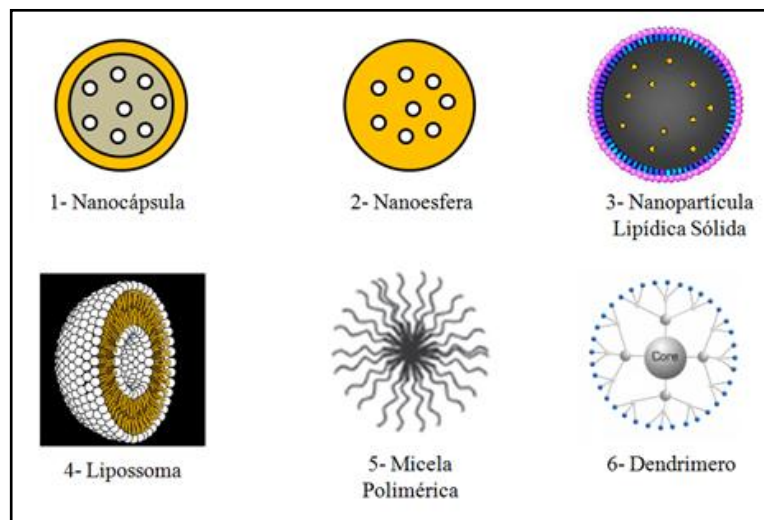 1- Nanocápsula
2- Nanoesfera
3- Nanopartícula
Lipídica Sólida
4- Lipossoma
5- Micela
Polimérica
Core
6- Dendrimero